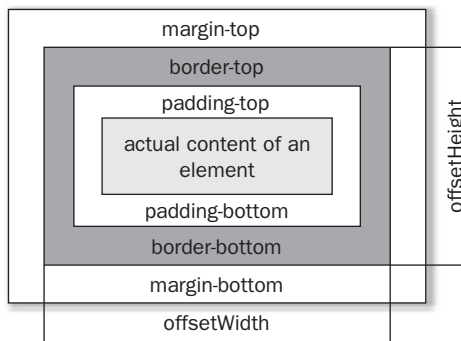 margin-top
border-top
padding-top
actual content of an
element
padding-bottom
border-bottom
margin-bottom
offsetWidth
offsetHeight